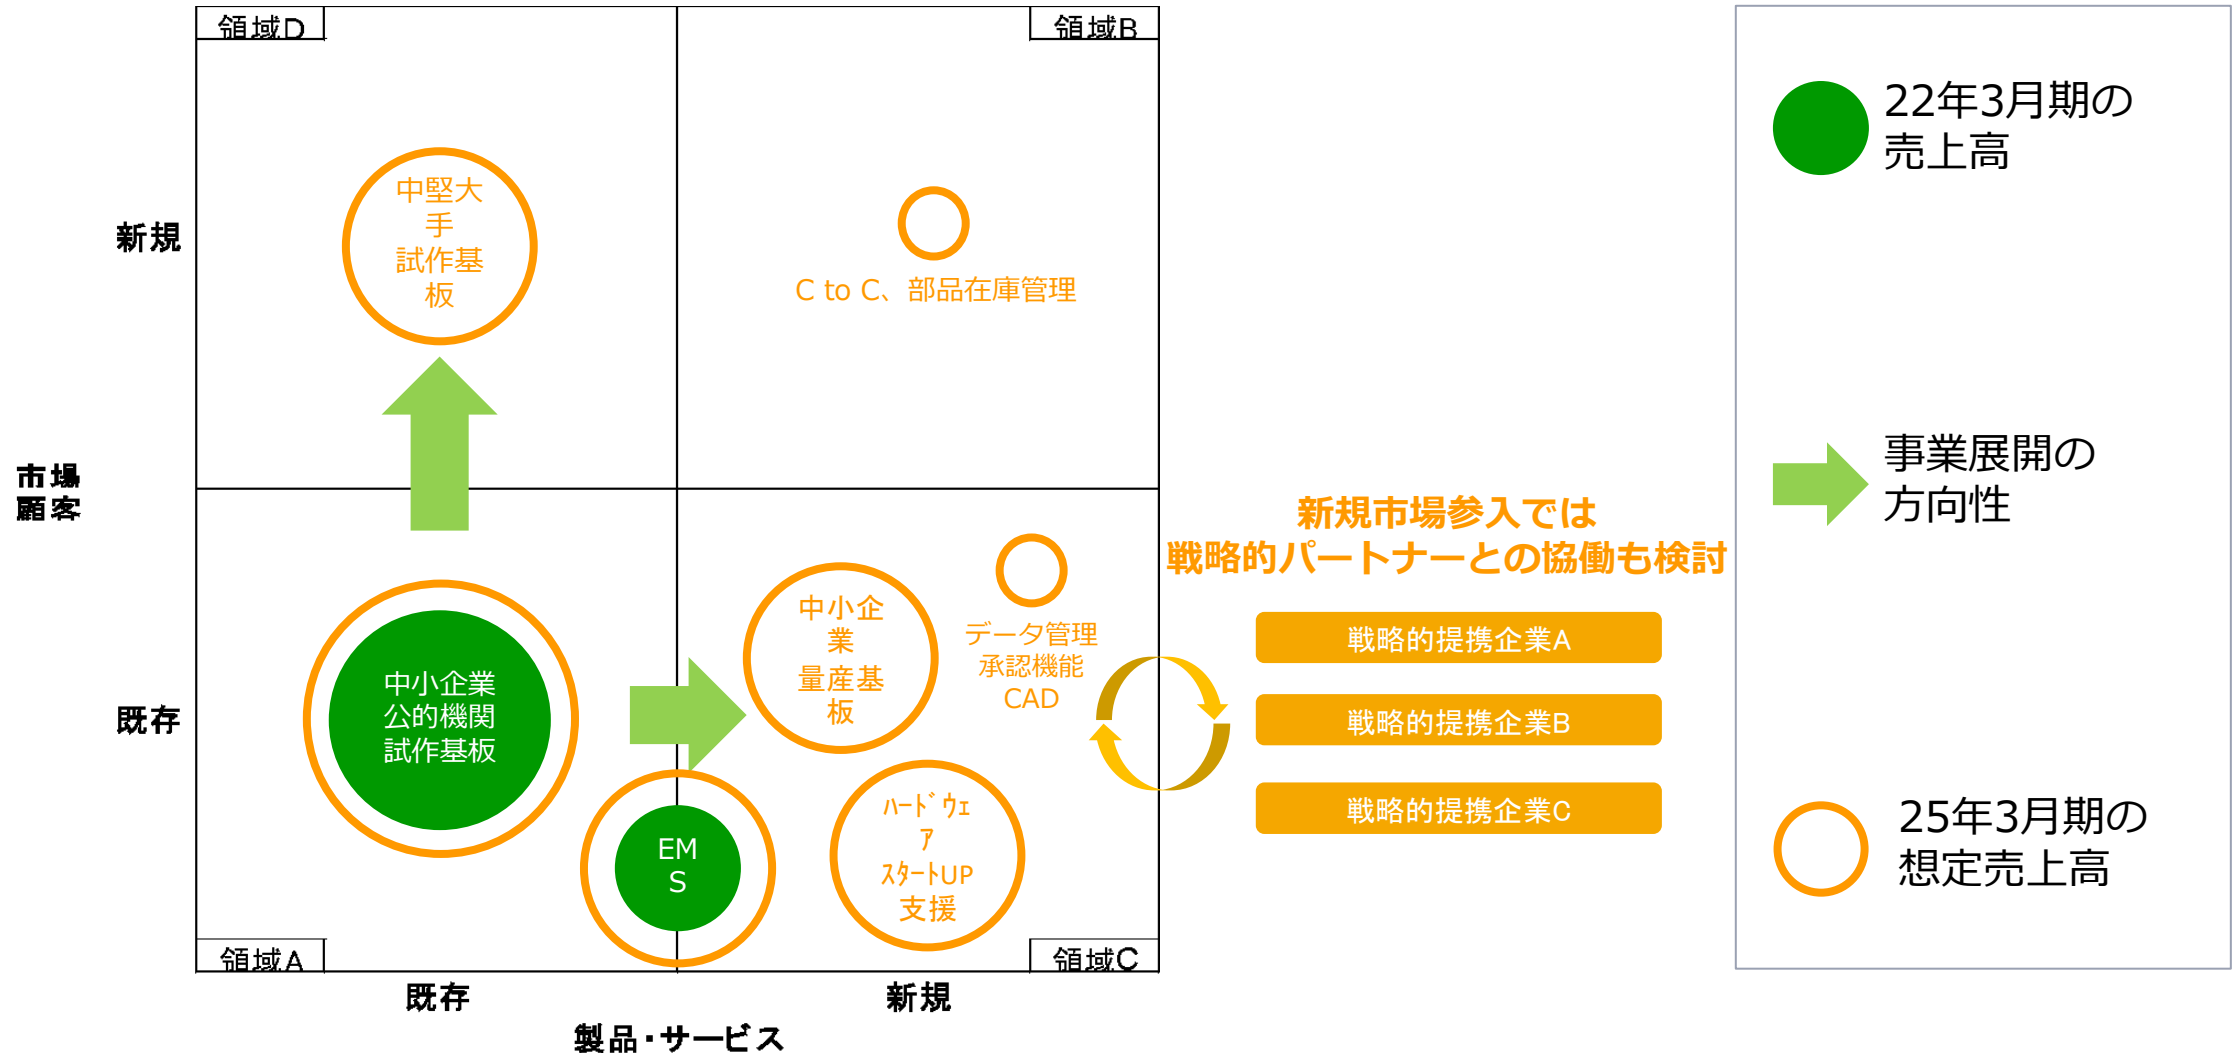 領域D
領域B
新規
中堅大
手
試作基
板
C to C、部品在庫管理
市場
顧客
既存
中小企業
公的機関
試作基板
EM
S
中小企
業
量産基
板
データ管理
承認機能
CAD
ﾊｰﾄﾞｳｪ
ｱ
ｽﾀｰﾄUP
支援
領域A
領域C
既存
新規
製品・サービス
新規市場参入では
戦略的パートナーとの協働も検討
戦略的提携企業A
戦略的提携企業B
戦略的提携企業C
22年3月期の
売上高
事業展開の
方向性
25年3月期の
想定売上高